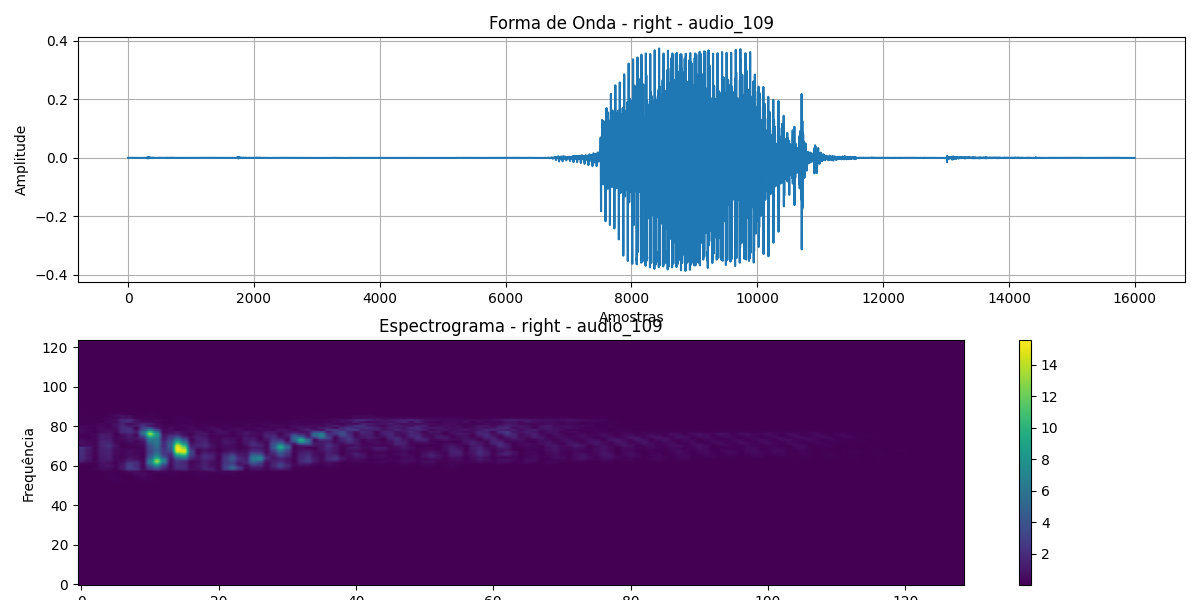 Forma de Onda - right - audio_109
Amplitude
0.4
0.2
0.0
−0.2
−0.4
0 2000 4000 6000 8000 10000 12000 14000 16000
Amostras
Espectrograma - right - audio_109
Frequência
120
100
80
60
40
20
0
0 20 40 60 80 100 120
14
12
10
8
6
4
2